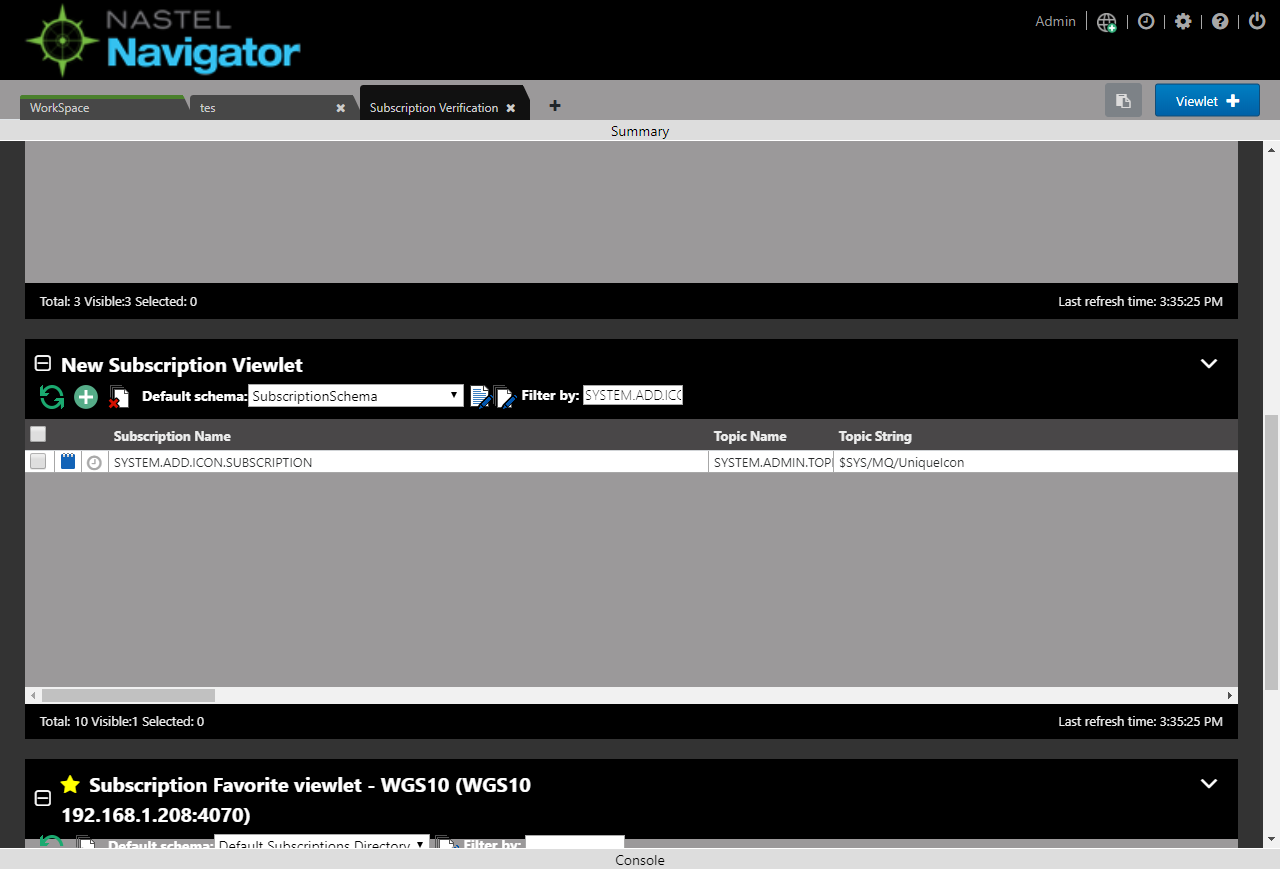 NASTEL
Navigator
Admin
WorkSpace
tes
Subscription Verification
Viewlet
Summary
Total: 3 Visible:3 Selected: 0
Last refresh time: 3:35:25 PM
New Subscription Viewlet
Default schema: SubscriptionSchema Filter by: SYSTEM.ADD.ICO
Subscription Name Topic Name Topic String
SYSTEM.ADD.ICON.SUBSCRIPTION SYSTEM.ADMIN.TOPI $SYS/MQ/UniqueIcon
Total: 10 Visible:1 Selected: 0
Last refresh time: 3:35:25 PM
Subscription Favorite viewlet - WGS10 (WGS10
192.168.1.208:4070)
Default schema: Default Subscriptions Directory Filter by:
Console